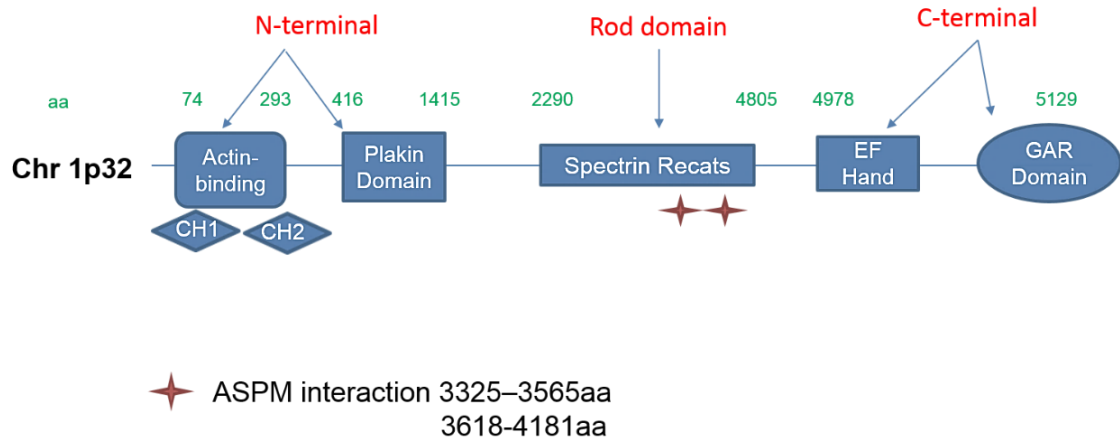 N-terminal
Rod domain
C-terminal
aa 74 293 416 1415 2290 4805 4978 5129
Chr 1p32
Actin-
binding
Plakin
Domain
Spectrin Recats
EF
Hand
GAR
Domain
CH1
CH2
ASPM interaction 3325–3565aa
3618-4181aa